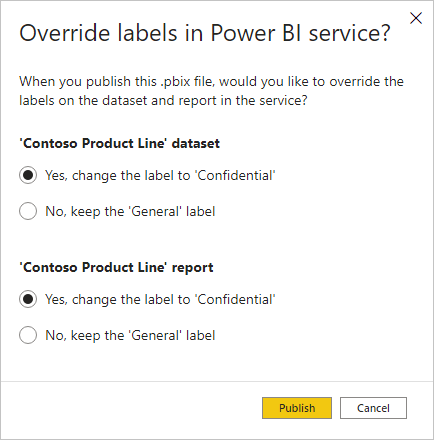 Override labels in Power BI service?
When you publish this .pbix file, would you like to override the
labels on the dataset and report in the service?
'Contoso Product Line' dataset
Yes, change the label to 'Confidential'
No, keep the 'General' label
'Contoso Product Line' report
Yes, change the label to 'Confidential'
No, keep the 'General' label
Publish
Cancel